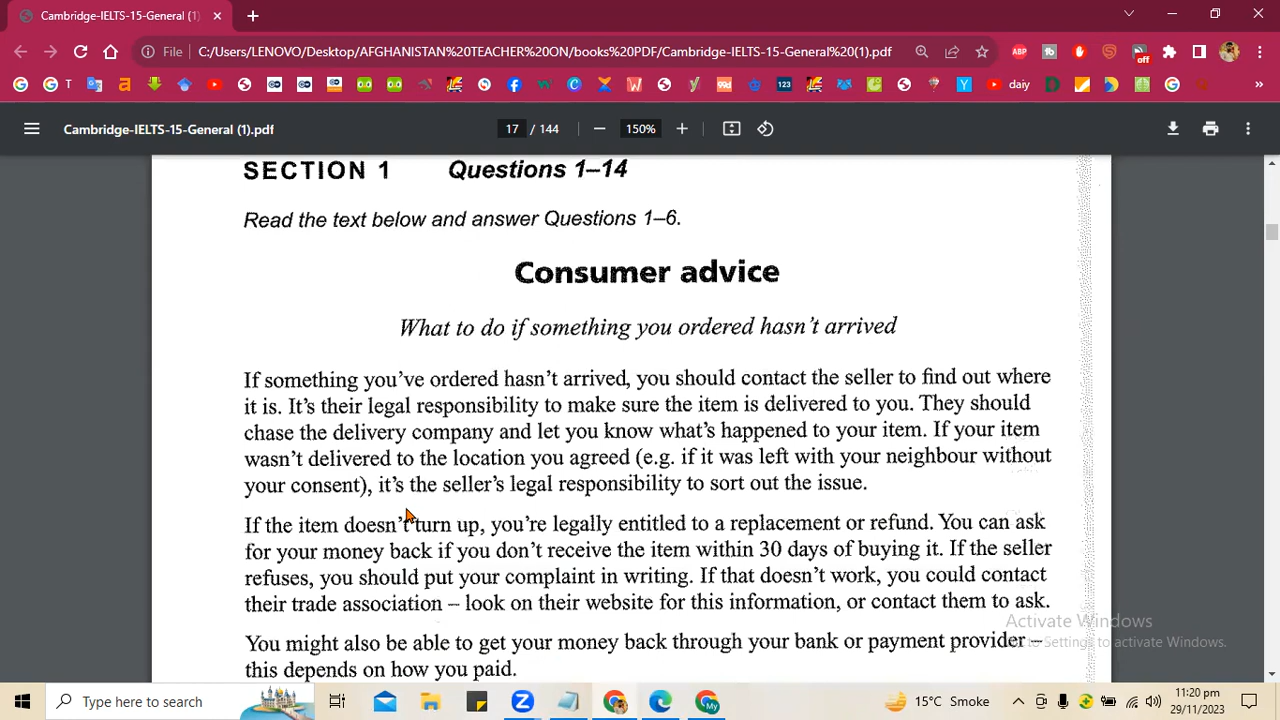 Cambridge-IELTS-15-General (1)
File C:/Users/LENOVO/Desktop/AFGHANISTAN%20TEACHER%20ON/books%20PDF/Cambridge-IELTS-15-General%20(1).pdf
ABP
off
G T
99d
123
Y
daiy
D
Cambridge-IELTS-15-General (1).pdf
17 / 144
150%
SECTION 1 Questions 1–14
Read the text below and answer Questions 1–6.
Consumer advice
What to do if something you ordered hasn't arrived
If something you've ordered hasn't arrived, you should contact the seller to find out where
it is. It's their legal responsibility to make sure the item is delivered to you. They should
chase the delivery company and let you know what's happened to your item. If your item
wasn't delivered to the location you agreed (e.g. if it was left with your neighbour without
your consent), it's the seller's legal responsibility to sort out the issue.
If the item doesn't turn up, you're legally entitled to a replacement or refund. You can ask
for your money back if you don't receive the item within 30 days of buying it. If the seller
refuses, you should put your complaint in writing. If that doesn't work, you could contact
their trade association – look on their website for this information, or contact them to ask.
You might also be able to get your money back through your bank or payment provider –
this depends on how you paid.
Activate Windows
Go to Settings to activate Windows.
Type here to search
15°C Smoke
11:20 pm
29/11/2023